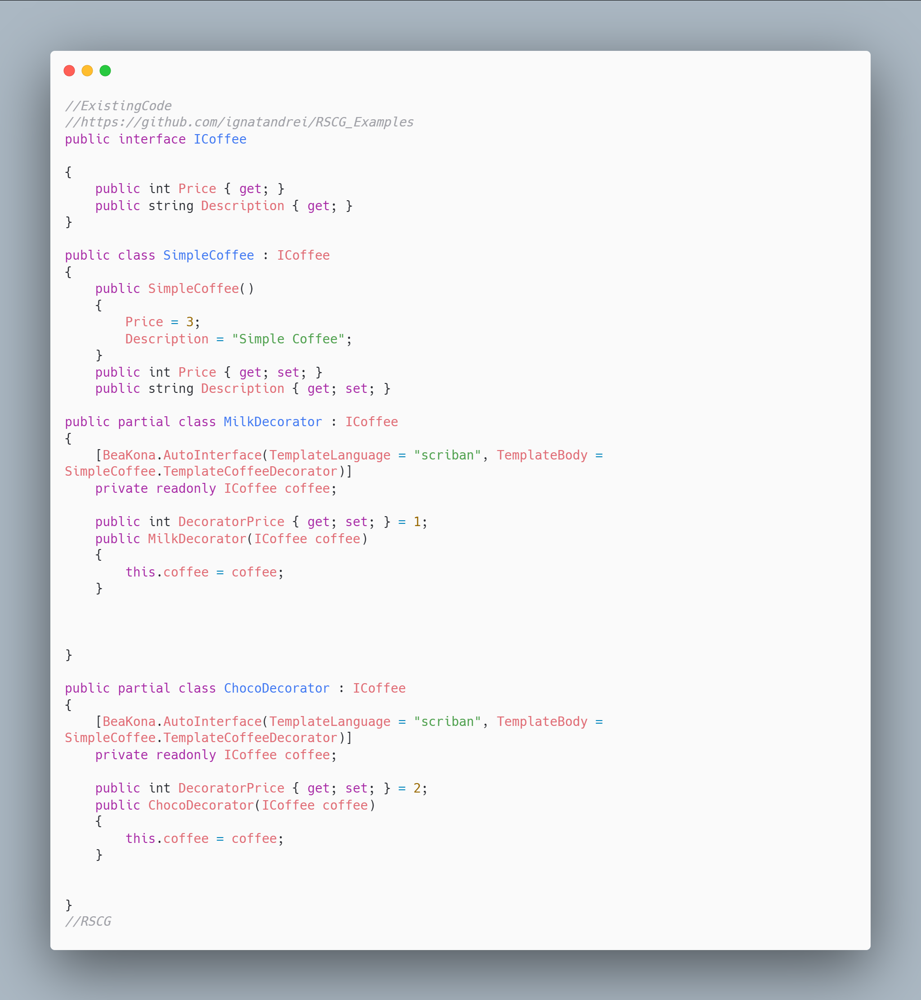 //ExistingCode
//https://github.com/ignatandrei/RSCG_Examples
public interface ICoffee
{
    public int Price { get; }
    public string Description { get; }
}
public class SimpleCoffee : ICoffee
{
    public SimpleCoffee()
    {
        Price = 3;
        Description = "Simple Coffee";
    }
    public int Price { get; set; }
    public string Description { get; set; }
public partial class MilkDecorator : ICoffee
{
    [BeaKona.AutoInterface(TemplateLanguage = "scriban", TemplateBody =
SimpleCoffee.TemplateCoffeeDecorator)]
    private readonly ICoffee coffee;
    public int DecoratorPrice { get; set; } = 1;
    public MilkDecorator(ICoffee coffee)
    {
        this.coffee = coffee;
    }
}
public partial class ChocoDecorator : ICoffee
{
    [BeaKona.AutoInterface(TemplateLanguage = "scriban", TemplateBody =
SimpleCoffee.TemplateCoffeeDecorator)]
    private readonly ICoffee coffee;
    public int DecoratorPrice { get; set; } = 2;
    public ChocoDecorator(ICoffee coffee)
    {
        this.coffee = coffee;
    }
}
//RSCG